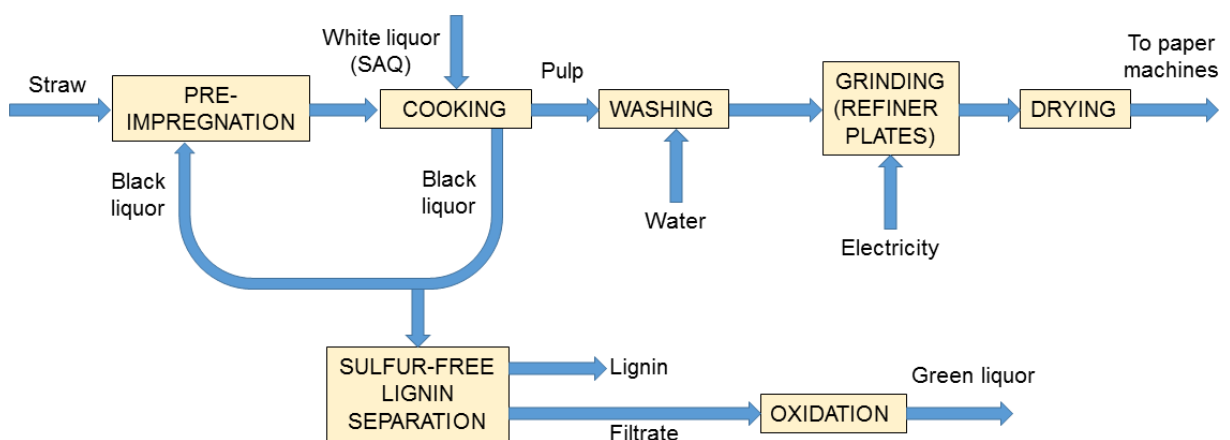 Straw
PRE-
IMPREGNATION
White liquor
(SAQ)
COOKING
Pulp
WASHING
Water
GRINDING
(REFINER
PLATES)
Electricity
DRYING
To paper
machines
Black
liquor
Black
liquor
SULFUR-FREE
LIGNIN
SEPARATION
Lignin
Filtrate
OXIDATION
Green liquor